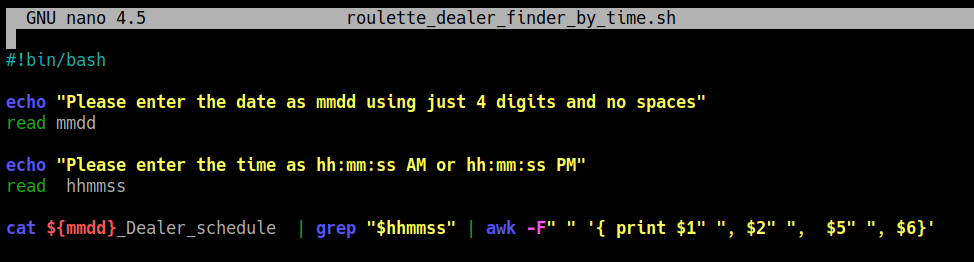 GNU nano 4.5 roulette_dealer_finder_by_time.sh
#!bin/bash
echo "Please enter the date as mmdd using just 4 digits and no spaces"
read mmdd
echo "Please enter the time as hh:mm:ss AM or hh:mm:ss PM"
read  hhmmss
cat ${mmdd}_Dealer_schedule  | grep "$hhmmss" | awk -F" " '{ print $1" ", $2" ",  $5" ", $6}'